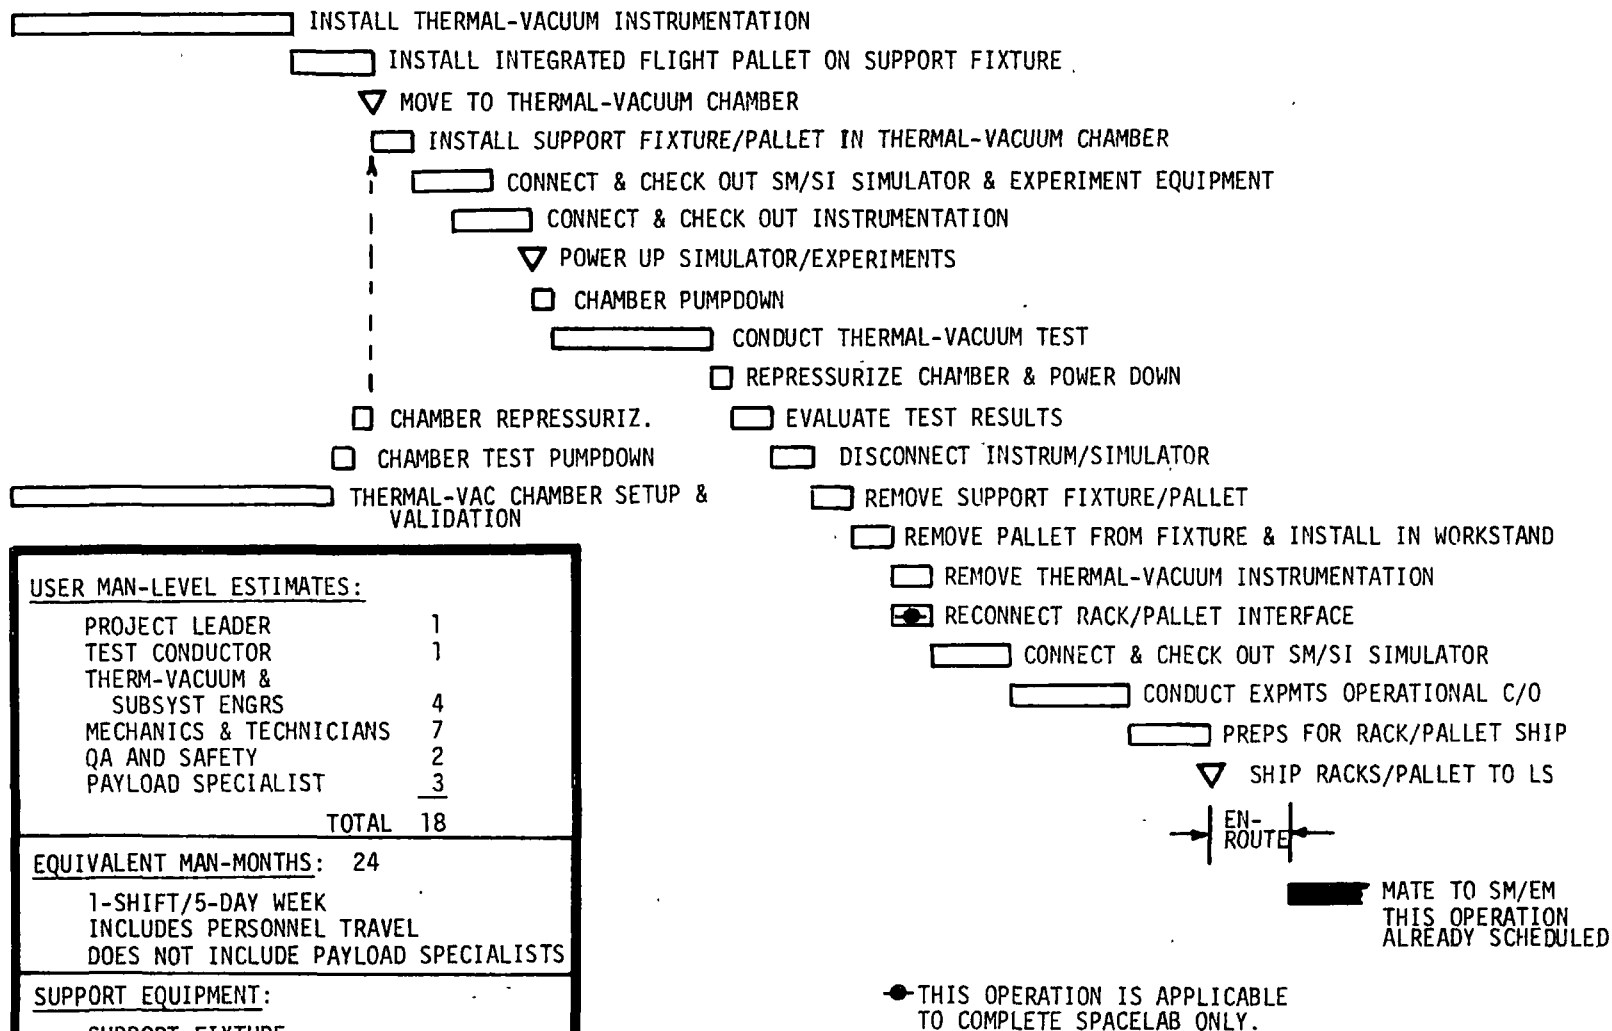 INSTALL THERMAL-VACUUM INSTRUMENTATION
INSTALL INTEGRATED FLIGHT PALLET ON SUPPORT FIXTURE
MOVE TO THERMAL-VACUUM CHAMBER
INSTALL SUPPORT FIXTURE/PALLET IN THERMAL-VACUUM CHAMBER
CONNECT & CHECK OUT SM/SI SIMULATOR & EXPERIMENT EQUIPMENT
CONNECT & CHECK OUT INSTRUMENTATION
POWER UP SIMULATOR/EXPERIMENTS
CHAMBER PUMPDOWN
CONDUCT THERMAL-VACUUM TEST
REPRESSURIZE CHAMBER & POWER DOWN
CHAMBER REPRESSURIZ.
EVALUATE TEST RESULTS
CHAMBER TEST PUMPDOWN
DISCONNECT INSTRUM/SIMULATOR
THERMAL-VAC CHAMBER SETUP &
VALIDATION
REMOVE SUPPORT FIXTURE/PALLET
REMOVE PALLET FROM FIXTURE & INSTALL IN WORKSTAND
REMOVE THERMAL-VACUUM INSTRUMENTATION
RECONNECT RACK/PALLET INTERFACE
CONNECT & CHECK OUT SM/SI SIMULATOR
CONDUCT EXPMTS OPERATIONAL C/O
PREPS FOR RACK/PALLET SHIP
SHIP RACKS/PALLET TO LS
EN-
ROUTE
MATE TO SM/EM
THIS OPERATION
ALREADY SCHEDULED
THIS OPERATION IS APPLICABLE
TO COMPLETE SPACELAB ONLY.
USER MAN-LEVEL ESTIMATES:
PROJECT LEADER 1
TEST CONDUCTOR 1
THERM-VACUUM &
SUBSYST ENGRS 4
MECHANICS & TECHNICIANS 7
QA AND SAFETY 2
PAYLOAD SPECIALIST 3
TOTAL 18
EQUIVALENT MAN-MONTHS: 24
1-SHIFT/5-DAY WEEK
INCLUDES PERSONNEL TRAVEL
DOES NOT INCLUDE PAYLOAD SPECIALISTS
SUPPORT EQUIPMENT:
SUPPORT FIXTURE